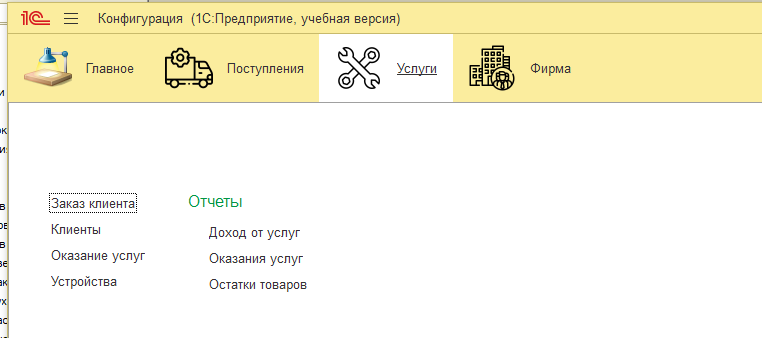 1С Конфигурация (1С:Предприятие, учебная версия)
Главное Поступления Услуги Фирма
Заказ клиента
Клиенты
Оказание услуг
Устройства
Отчеты
Доход от услуг
Оказания услуг
Остатки товаров